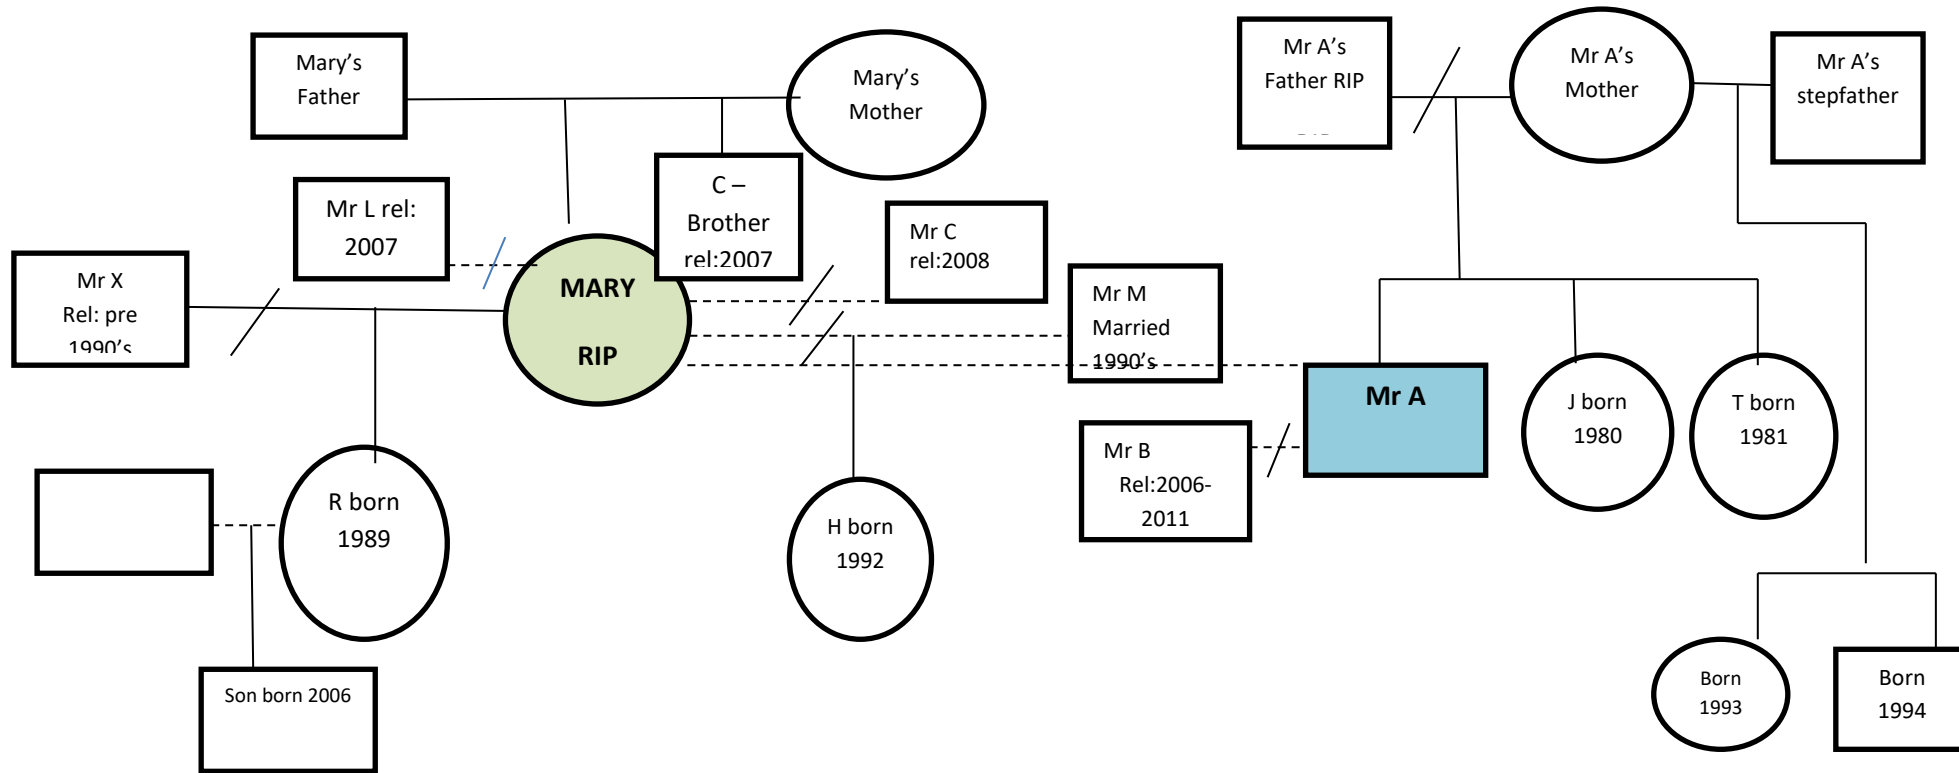 Mary's
Father
Mary's
Mother
Mr A's
Father RIP
Mr A's
Mother
Mr A's
stepfather
Mr L rel:
2007
C –
Brother
rel:2007
Mr C
rel:2008
Mr X
Rel: pre
1990's
MARY
RIP
Mr M
Married
1990's
Mr A
J born
1980
T born
1981
Mr B
Rel:2006-
2011
R born
1989
H born
1992
Son born 2006
Born
1993
Born
1994